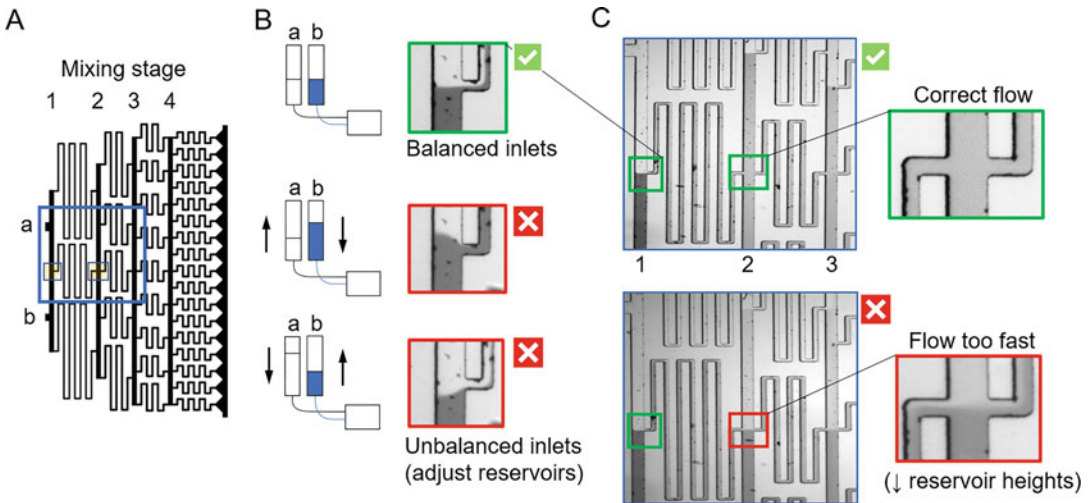 A
Mixing stage
1 2 3 4
a
b
B
a b
Balanced inlets
a b
a b
Unbalanced inlets
(adjust reservoirs)
C
Correct flow
1 2 3
Flow too fast
(↓ reservoir heights)